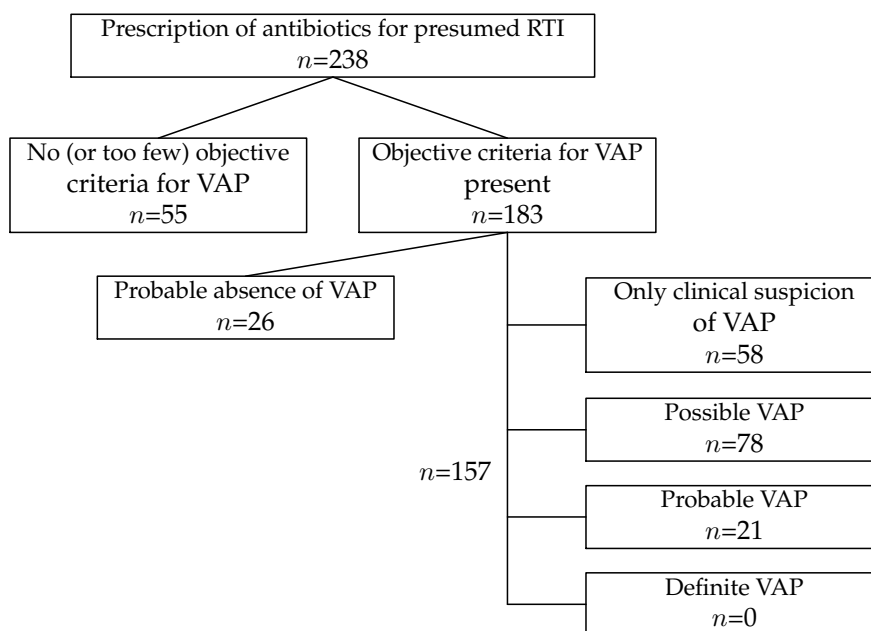 Prescription of antibiotics for presumed RTI
n=238
No (or too few) objective
criteria for VAP
n=55
Objective criteria for VAP
present
n=183
Probable absence of VAP
n=26
Only clinical suspicion
of VAP
n=58
Possible VAP
n=78
n=157
Probable VAP
n=21
Definite VAP
n=0